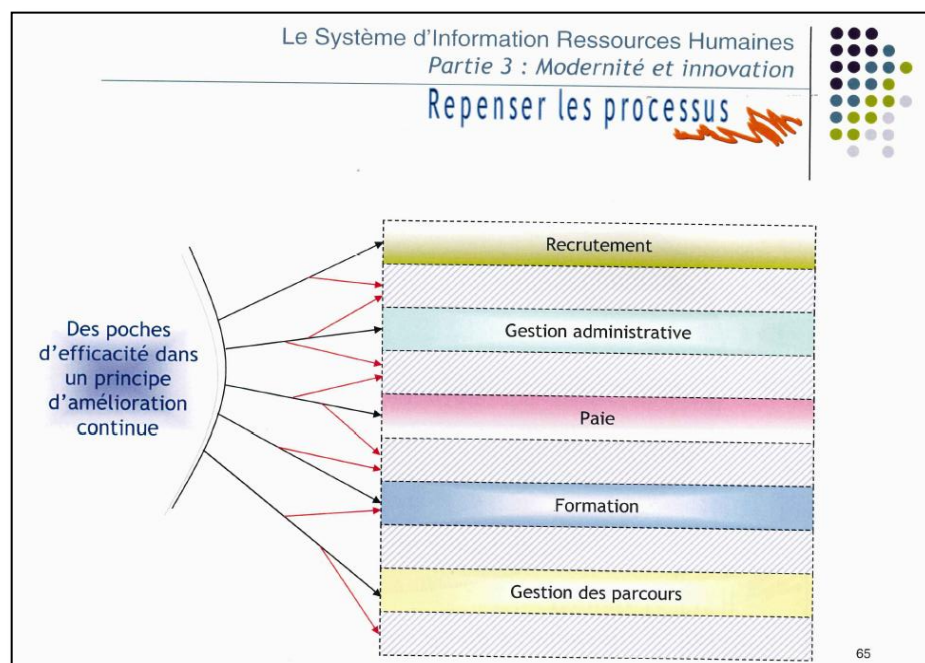 Le Système d'Information Ressources Humaines
Partie 3 : Modernité et innovation
Repenser les processus
Des poches
d'efficacité dans
un principe
d'amélioration
continue
Recrutement
Gestion administrative
Paie
Formation
Gestion des parcours
65